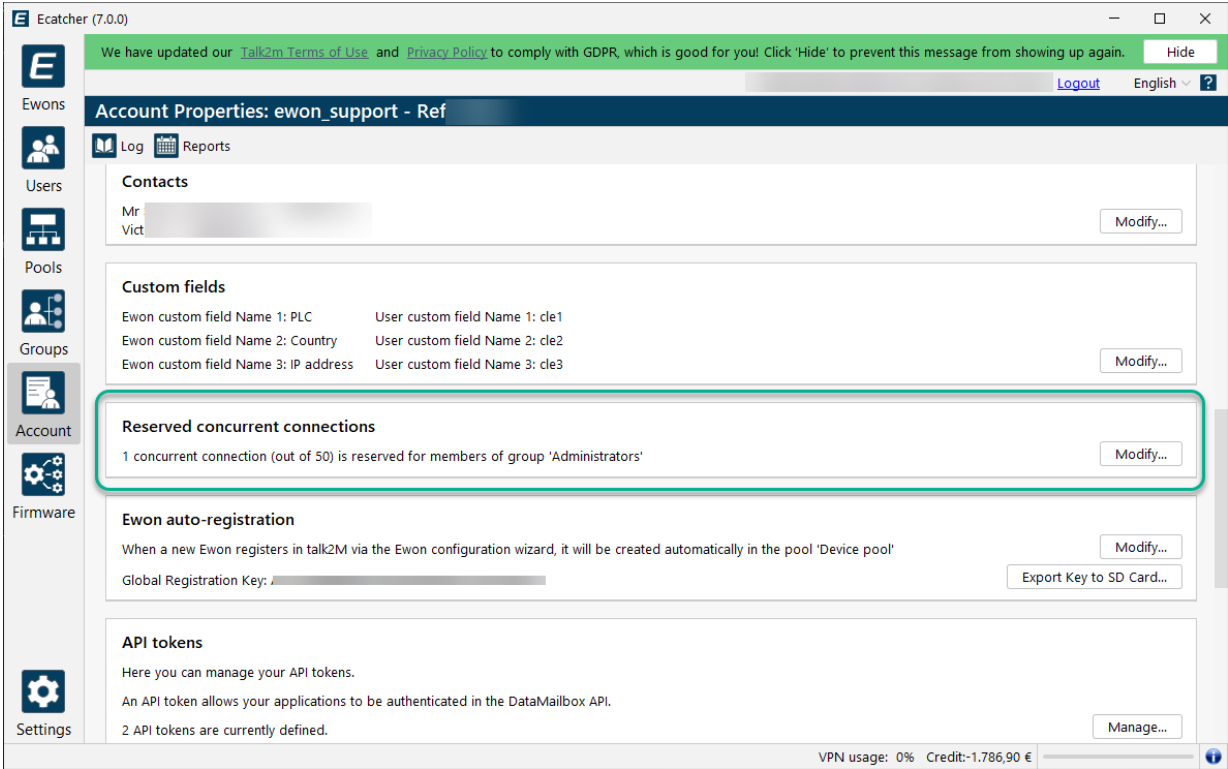 Ecatcher (7.0.0)
We have updated our Talk2m Terms of Use and Privacy Policy to comply with GDPR, which is good for you! Click 'Hide' to prevent this message from showing up again. Hide
Logout English ?
Ewons
Account Properties: ewon_support - Ref
Log Reports
Users
Contacts
Mr
Vict
Modify...
Pools
Custom fields
Ewon custom field Name 1: PLC User custom field Name 1: cle1
Ewon custom field Name 2: Country User custom field Name 2: cle2
Ewon custom field Name 3: IP address User custom field Name 3: cle3
Modify...
Groups
Reserved concurrent connections
1 concurrent connection (out of 50) is reserved for members of group 'Administrators'
Modify...
Account
Ewon auto-registration
When a new Ewon registers in talk2M via the Ewon configuration wizard, it will be created automatically in the pool 'Device pool'
Modify...
Global Registration Key:
Export Key to SD Card...
Firmware
API tokens
Here you can manage your API tokens.
An API token allows your applications to be authenticated in the DataMailbox API.
2 API tokens are currently defined.
Manage...
Settings
VPN usage: 0% Credit:-1.786,90 €